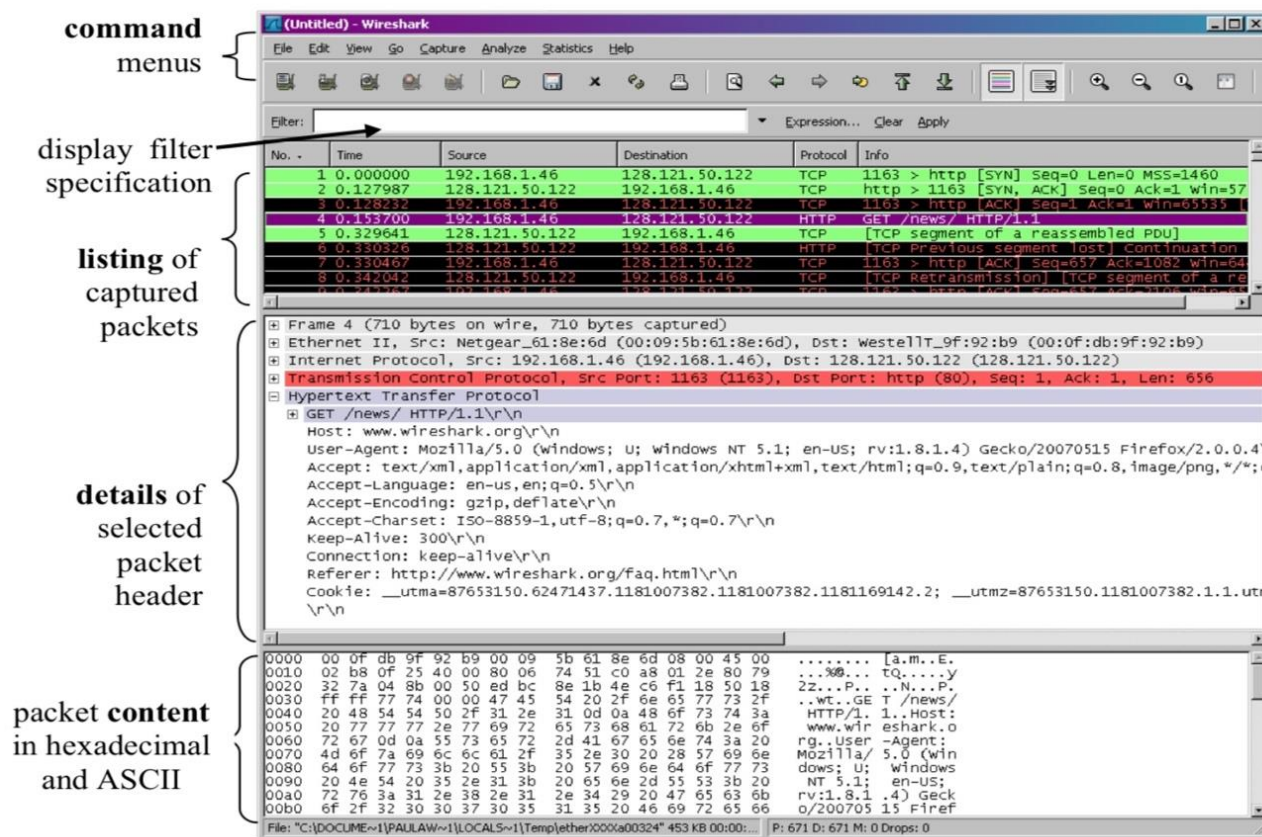 command
menus
display filter
specification
listing of
captured
packets
details of
selected
packet
header
packet content
in hexadecimal
and ASCII
(Untitled) - Wireshark
File Edit View Go Capture Analyze Statistics Help
Filter: Expression... Clear Apply
No. . Time Source Destination Protocol Info
1 0.000000 192.168.1.46 128.121.50.122 TCP 1163 > http [SYN] Seq=0 Len=0 MSS=1460
2 0.127987 128.121.50.122 192.168.1.46 TCP http > 1163 [SYN, ACK] Seq=0 Ack=1 Win=57
3 0.128232 192.168.1.46 128.121.50.122 TCP 1163 > http [ACK] Seq=1 Ack=1 Win=65535 [
4 0.153700 192.168.1.46 128.121.50.122 HTTP GET /news/ HTTP/1.1
5 0.329641 128.121.50.122 192.168.1.46 TCP [TCP segment of a reassembled PDU]
6 0.330326 128.121.50.122 192.168.1.46 HTTP [TCP Previous segment lost] Continuation
7 0.330467 192.168.1.46 128.121.50.122 TCP 1163 > http [ACK] Seq=657 Ack=1082 Win=64
8 0.342042 128.121.50.122 192.168.1.46 TCP [TCP Retransmission] [TCP segment of a re
Frame 4 (710 bytes on wire, 710 bytes captured)
Ethernet II, Src: Netgear_61:8e:6d (00:09:5b:61:8e:6d), Dst: WestellT_9f:92:b9 (00:0f:db:9f:92:b9)
Internet Protocol, Src: 192.168.1.46 (192.168.1.46), Dst: 128.121.50.122 (128.121.50.122)
Transmission Control Protocol, Src Port: 1163 (1163), Dst Port: http (80), Seq: 1, Ack: 1, Len: 656
Hypertext Transfer Protocol
GET /news/ HTTP/1.1\r\n
Host: www.wireshark.org\r\n
User-Agent: Mozilla/5.0 (Windows; U; Windows NT 5.1; en-US; rv:1.8.1.4) Gecko/20070515 Firefox/2.0.0.4\
Accept: text/xml,application/xml,application/xhtml+xml,text/html;q=0.9,text/plain;q=0.8,image/png,*/*;
Accept-Language: en-us,en;q=0.5\r\n
Accept-Encoding: gzip,deflate\r\n
Accept-Charset: ISO-8859-1,utf-8;q=0.7,*;q=0.7\r\n
Keep-Alive: 300\r\n
Connection: keep-alive\r\n
Referer: http://www.wireshark.org/faq.html\r\n
Cookie: __utma=87653150.62471437.1181007382.1181007382.1181169142.2; __utmz=87653150.1181007382.1.1.utm
\r\n
0000 00 0f db 9f 92 b9 00 09 5b 61 8e 6d 08 00 45 00 ........ [a.m..E.
0010 02 b8 0f 25 40 00 80 06 74 51 c0 a8 01 2e 80 79 ...%@... tQ.....y
0020 32 7a 04 8b 00 50 ed bc 8e 1b 4e c6 f1 18 50 18 2z...P.. ..N...P.
0030 ff ff 77 74 00 00 47 45 54 20 2f 6e 65 77 73 2f ..wt..GE T /news/
0040 20 48 54 54 50 2f 31 2e 31 0d 0a 48 6f 73 74 3a HTTP/1. 1..Host:
0050 20 77 77 77 2e 77 69 72 65 73 68 61 72 6b 2e 6f www.wir eshark.o
0060 72 67 0d 0a 55 73 65 72 2d 41 67 65 6e 74 3a 20 rg..User -Agent:
0070 4d 6f 7a 69 6c 6c 61 2f 35 2e 30 20 28 57 69 6e Mozilla/ 5.0 (Win
0080 64 6f 77 73 3b 20 55 3b 20 57 69 6e 64 6f 77 73 dows; U; Windows
0090 20 4e 54 20 35 2e 31 3b 20 65 6e 2d 55 53 3b 20 NT 5.1; en-US;
00a0 72 76 3a 31 2e 38 2e 31 2e 34 29 20 47 65 63 6b rv:1.8.1 .4) Geck
00b0 6f 2f 32 30 30 37 30 35 31 35 20 46 69 72 65 66 o/200705 15 Firef
File: "C:\DOCUME~1\PAULAW~1\LOCALS~1\Temp\etherXXXXa00324" 453 KB 00:00:... P: 671 D: 671 M: 0 Drops: 0